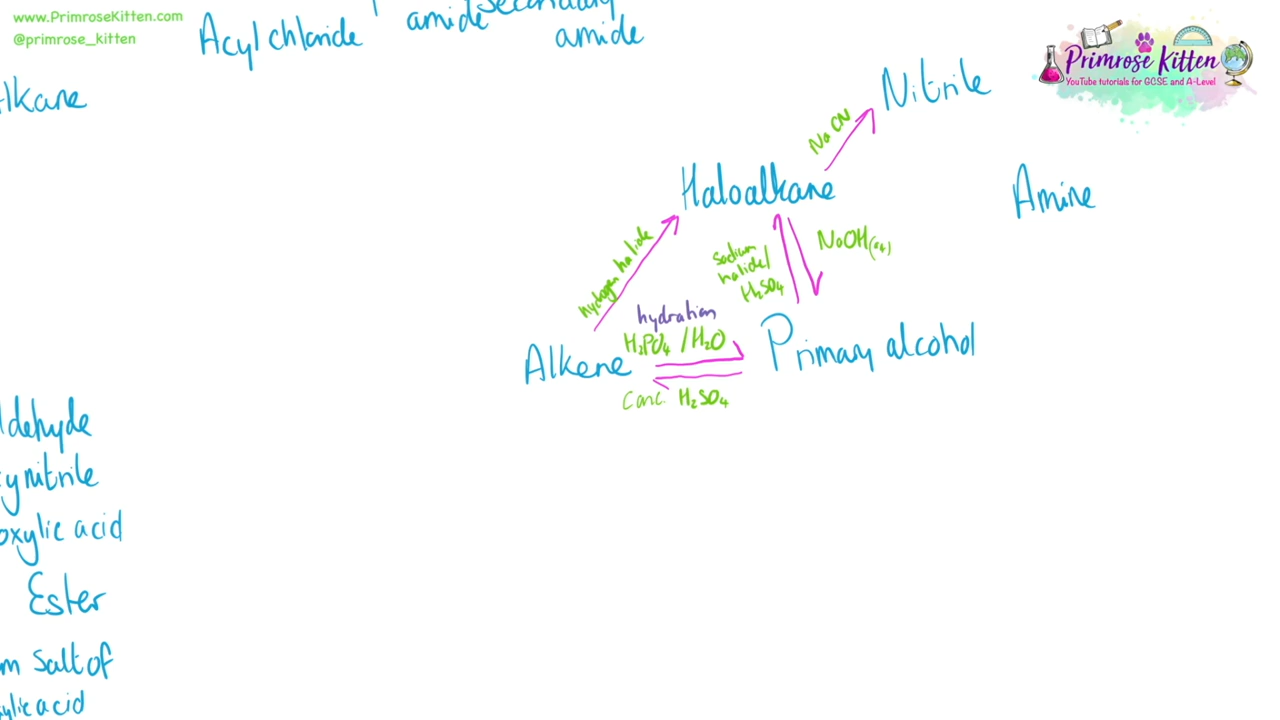 www.PrimroseKitten.com
@primrose_kitten
Acyl chloride
amide
secondary
amide
Primrose Kitten
YouTube tutorials for GCSE and A-Level
lkane
Nitrile
NaCN
Haloalkane
Amine
hydrogen halide
sodium
halide/
H₂SO₄
NaOH(aq)
hydration
H₃PO₄ / H₂O
Alkene
Primary alcohol
Conc. H₂SO₄
ldehyde
ynitrile
oxylic acid
Ester
m salt of
ylic acid